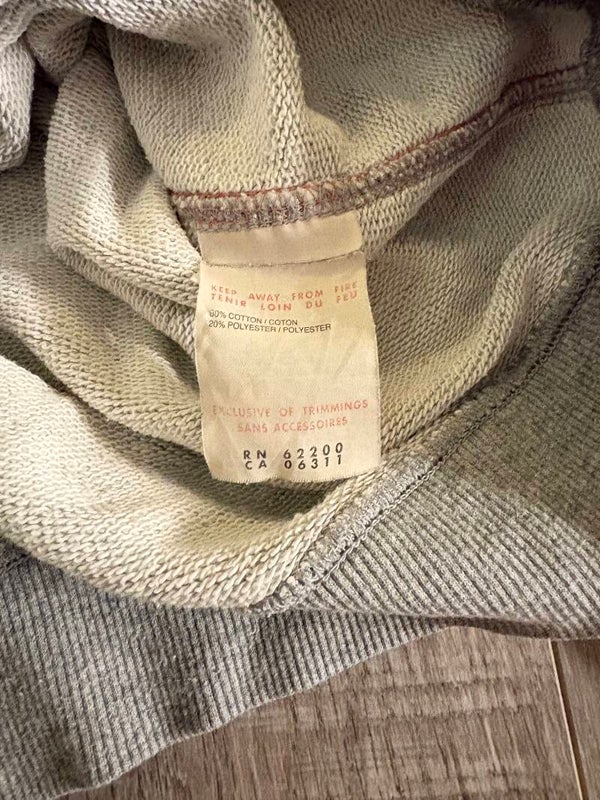 KEEP AWAY FROM FIRE
TENIR LOIN DU FEU
80% COTTON / COTON
20% POLYESTER / POLYESTER
EXCLUSIVE OF TRIMMINGS
SANS ACCESSOIRES
RN 62200
CA 06311